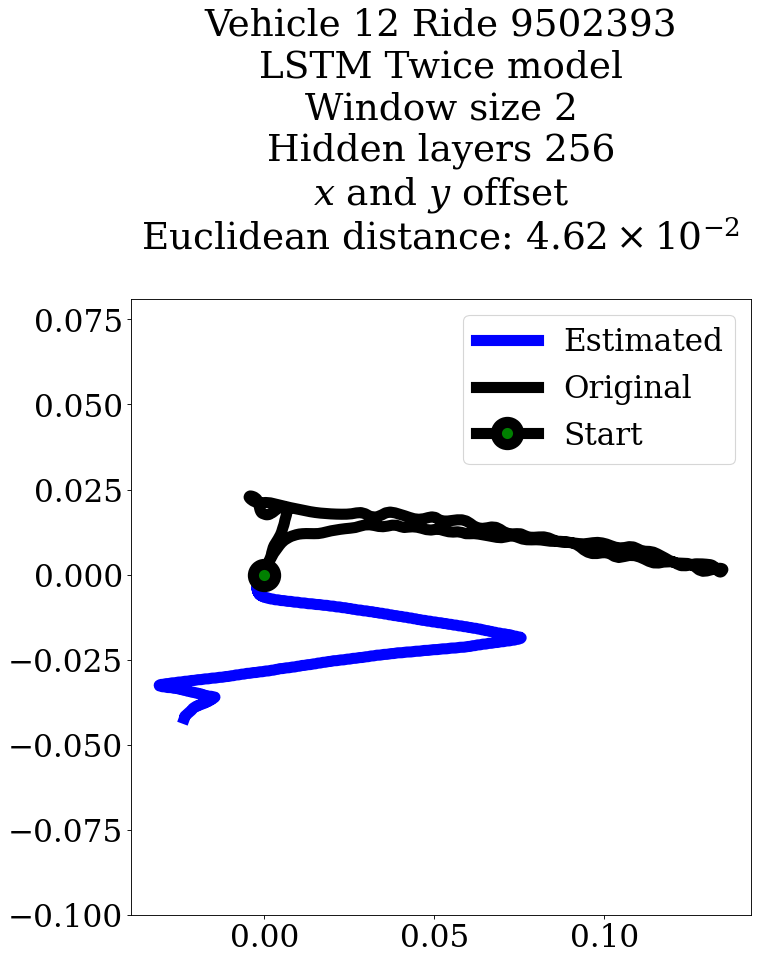 Vehicle 12 Ride 9502393
LSTM Twice model
Window size 2
Hidden layers 256
x and y offset
Euclidean distance: 4.62 × 10⁻²
Estimated
Original
Start
0.075
0.050
0.025
0.000
−0.025
−0.050
−0.075
−0.100
0.00 0.05 0.10